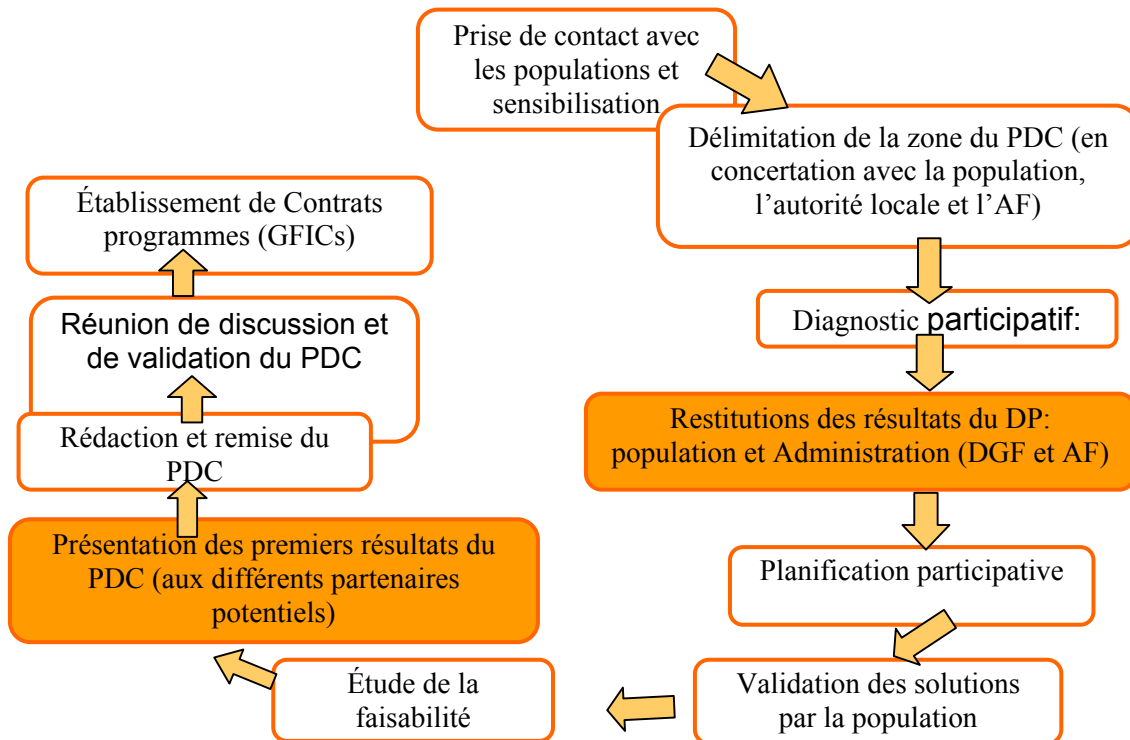 Prise de contact avec
les populations et
sensibilisation
Délimitation de la zone du PDC (en
concertation avec la population,
l’autorité locale et l’AF)
Diagnostic participatif:
Restitutions des résultats du DP:
population et Administration (DGF et AF)
Planification participative
Validation des solutions
par la population
Étude de la
faisabilité
Présentation des premiers résultats du
PDC (aux différents partenaires
potentiels)
Rédaction et remise du
PDC
Réunion de discussion et
de validation du PDC
Établissement de Contrats
programmes (GFICs)